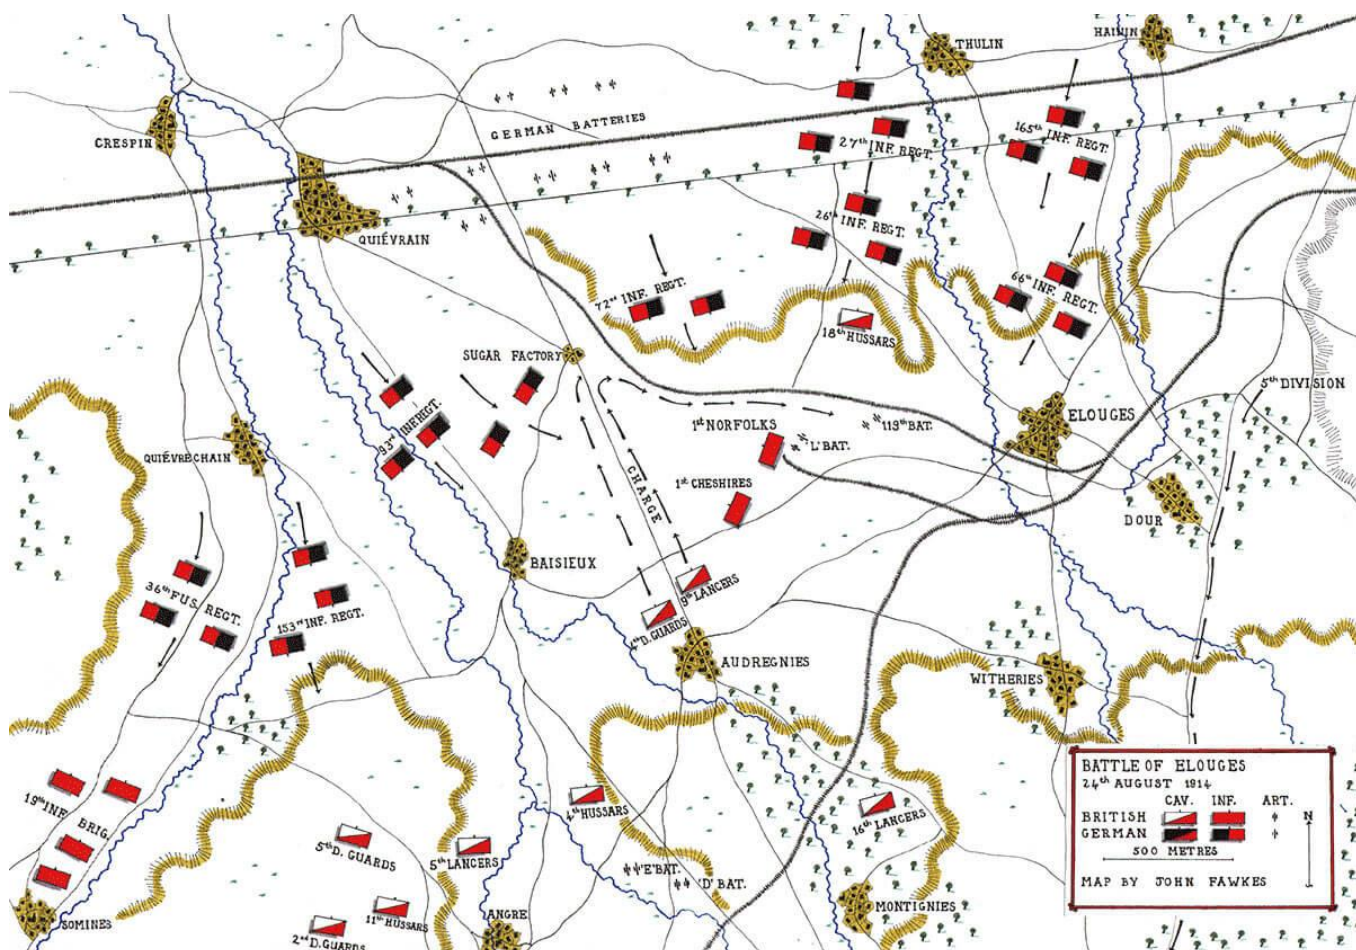 THULIN
HAININ
CRESPIN
GERMAN BATTERIES
27th INF. REGT.
165th INF. REGT.
QUIÉVRAIN
26th INF. REGT.
72nd INF. REGT.
66th INF. REGT.
18th HUSSARS
SUGAR FACTORY
5th DIVISION
93rd INF REGT.
1st NORFOLKS
119th BAT.
ELOUGES
'L' BAT.
QUIÉVRECHAIN
CHARGE
1st CHESHIRES
DOUR
BAISIEUX
9th LANCERS
36th FUS. REGT.
153rd INF. REGT.
4th D. GUARDS
AUDREGNIES
WITHERIES
19th INF. BRIG.
4th HUSSARS
16th LANCERS
5th D. GUARDS
5th LANCERS
'E' BAT.
'D' BAT.
11th HUSSARS
SOMINES
2nd D. GUARDS
ANGRE
MONTIGNIES
BATTLE OF ELOUGES
24th AUGUST 1914
CAV. INF. ART.
BRITISH
GERMAN
N
500 METRES
MAP BY JOHN FAWKES